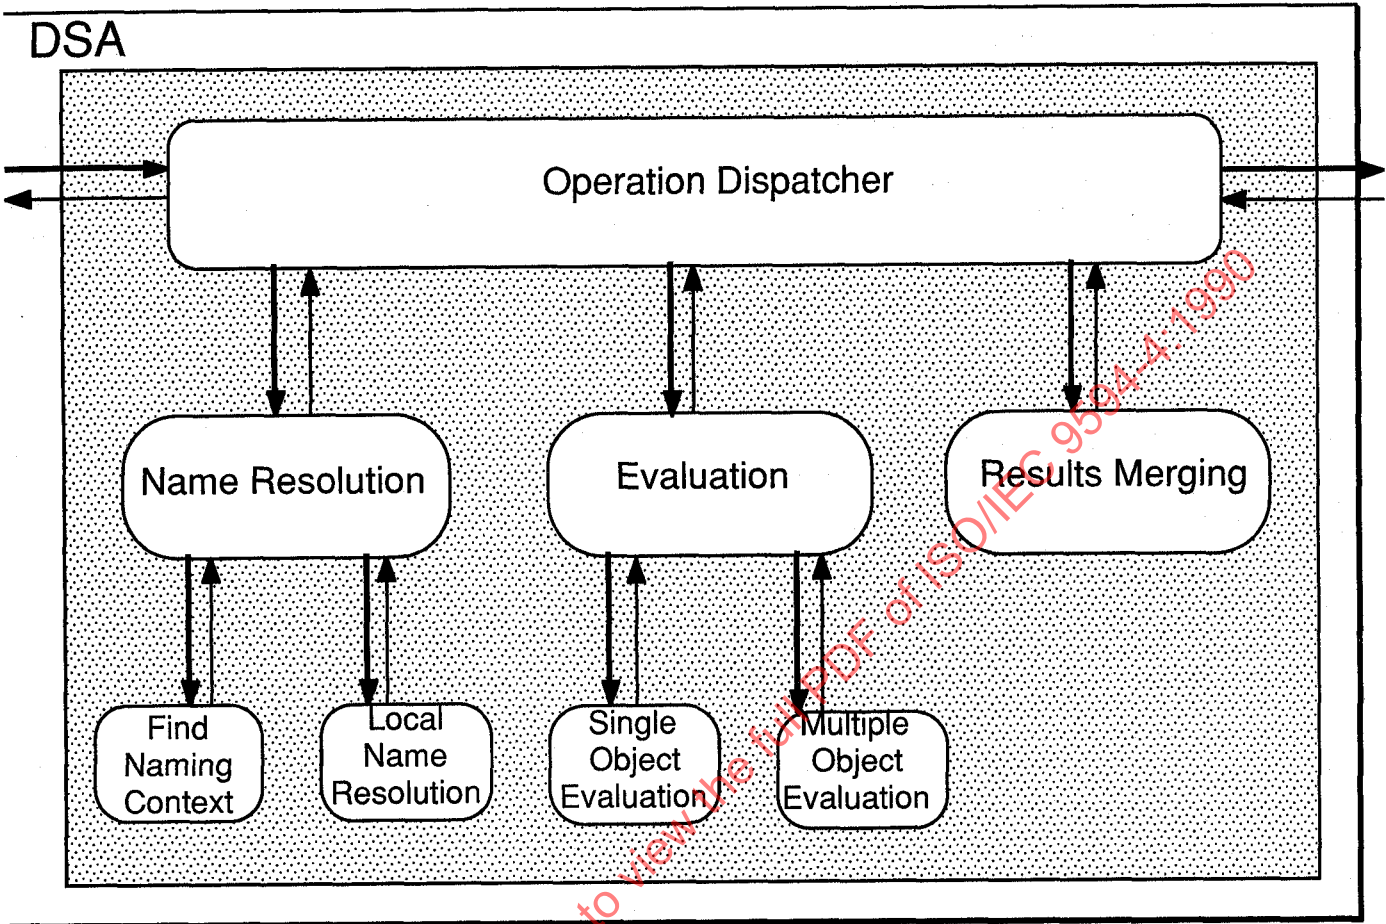 DSA
Operation Dispatcher
Name Resolution
Evaluation
Results Merging
Find
Naming
Context
Local
Name
Resolution
Single
Object
Evaluation
Multiple
Object
Evaluation
to view the full PDF of ISO/IEC 9594-4:1990